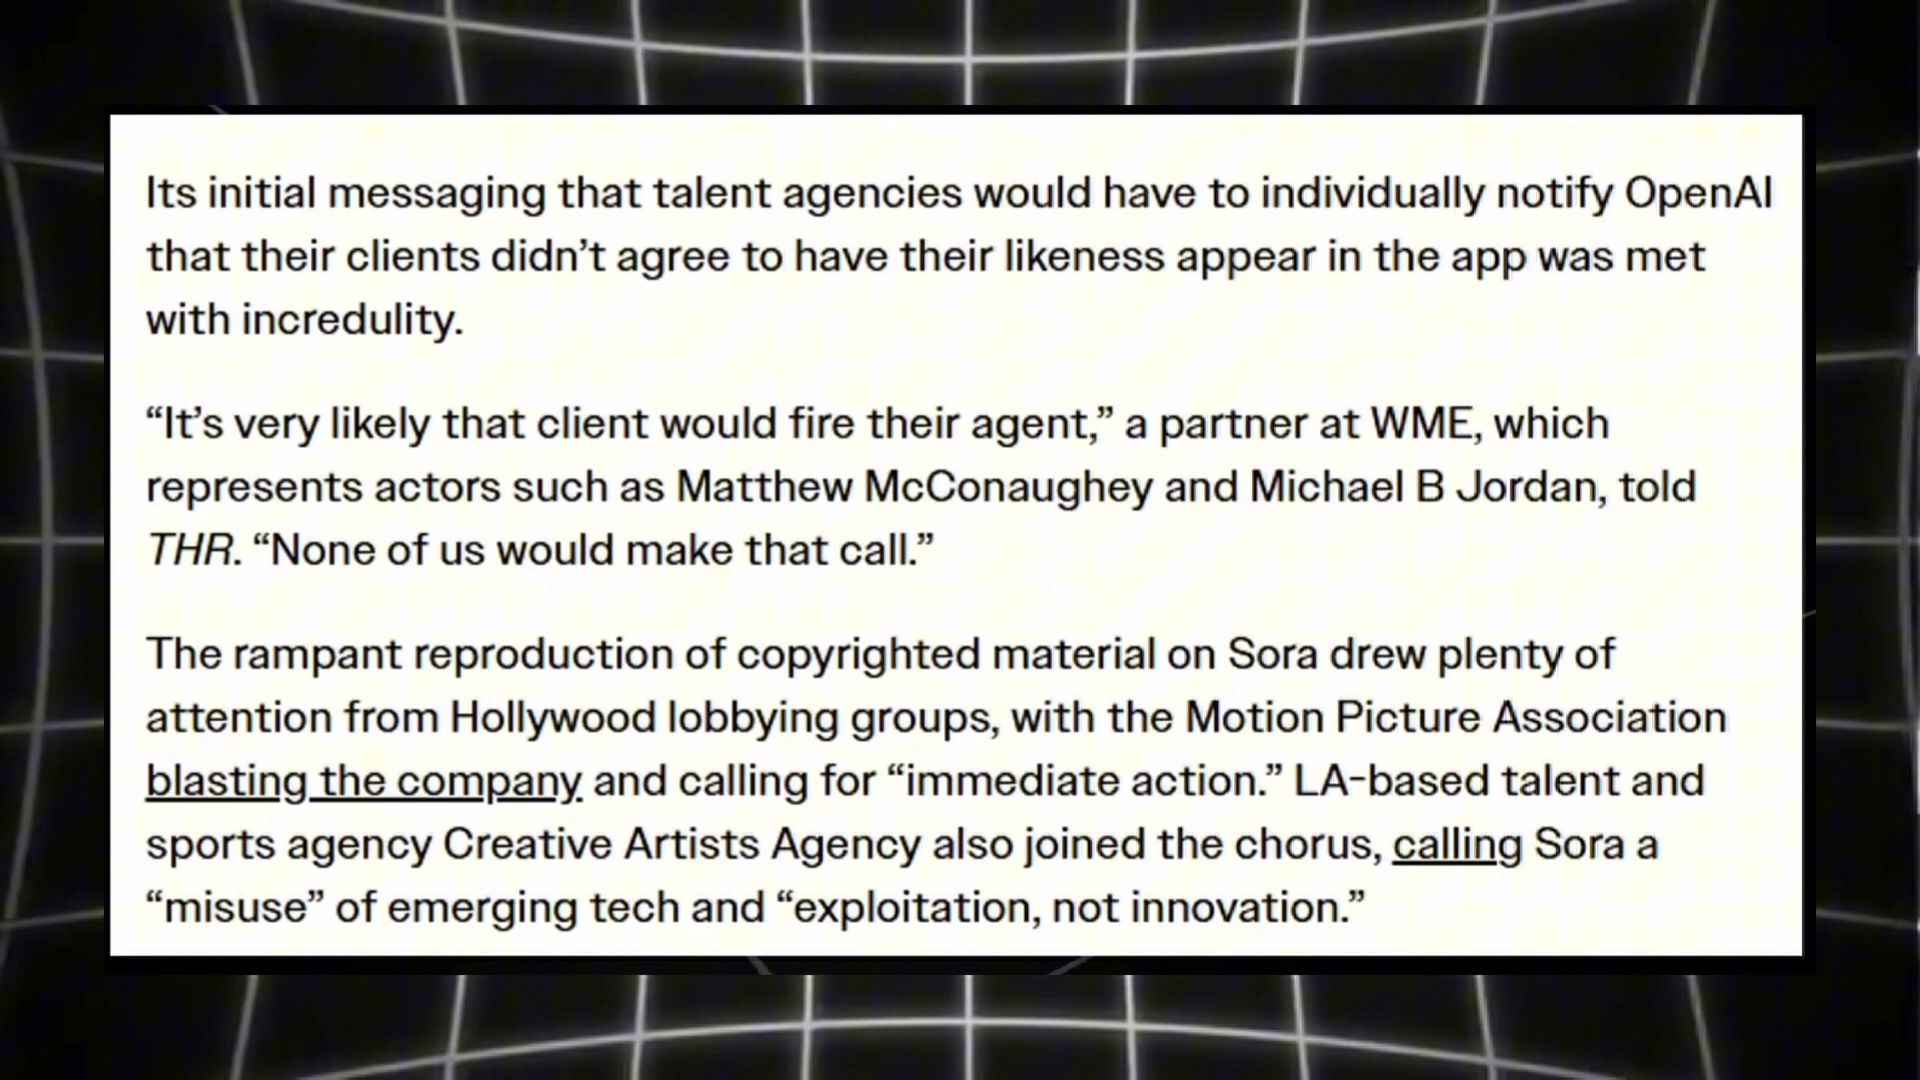 Its initial messaging that talent agencies would have to individually notify OpenAI
that their clients didn’t agree to have their likeness appear in the app was met
with incredulity.
“It’s very likely that client would fire their agent,” a partner at WME, which
represents actors such as Matthew McConaughey and Michael B Jordan, told
THR. “None of us would make that call.”
The rampant reproduction of copyrighted material on Sora drew plenty of
attention from Hollywood lobbying groups, with the Motion Picture Association
blasting the company and calling for “immediate action.” LA-based talent and
sports agency Creative Artists Agency also joined the chorus, calling Sora a
“misuse” of emerging tech and “exploitation, not innovation.”